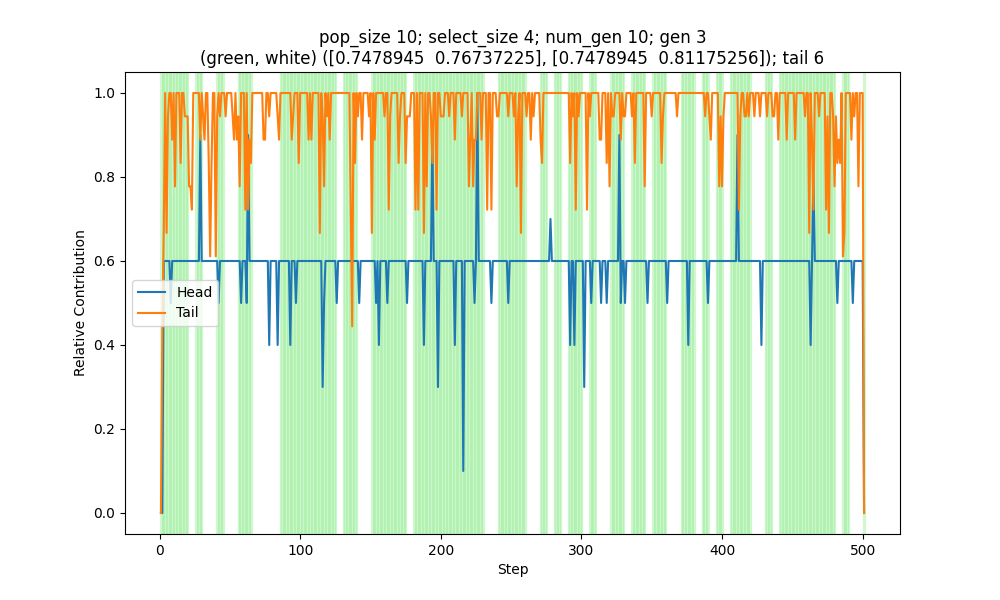 pop_size 10; select_size 4; num_gen 10; gen 3
(green, white) ([0.7478945  0.76737225], [0.7478945  0.81175256]); tail 6
1.0
0.8
0.6
0.4
0.2
0.0
Relative Contribution
Head
Tail
0
100
200
300
400
500
Step